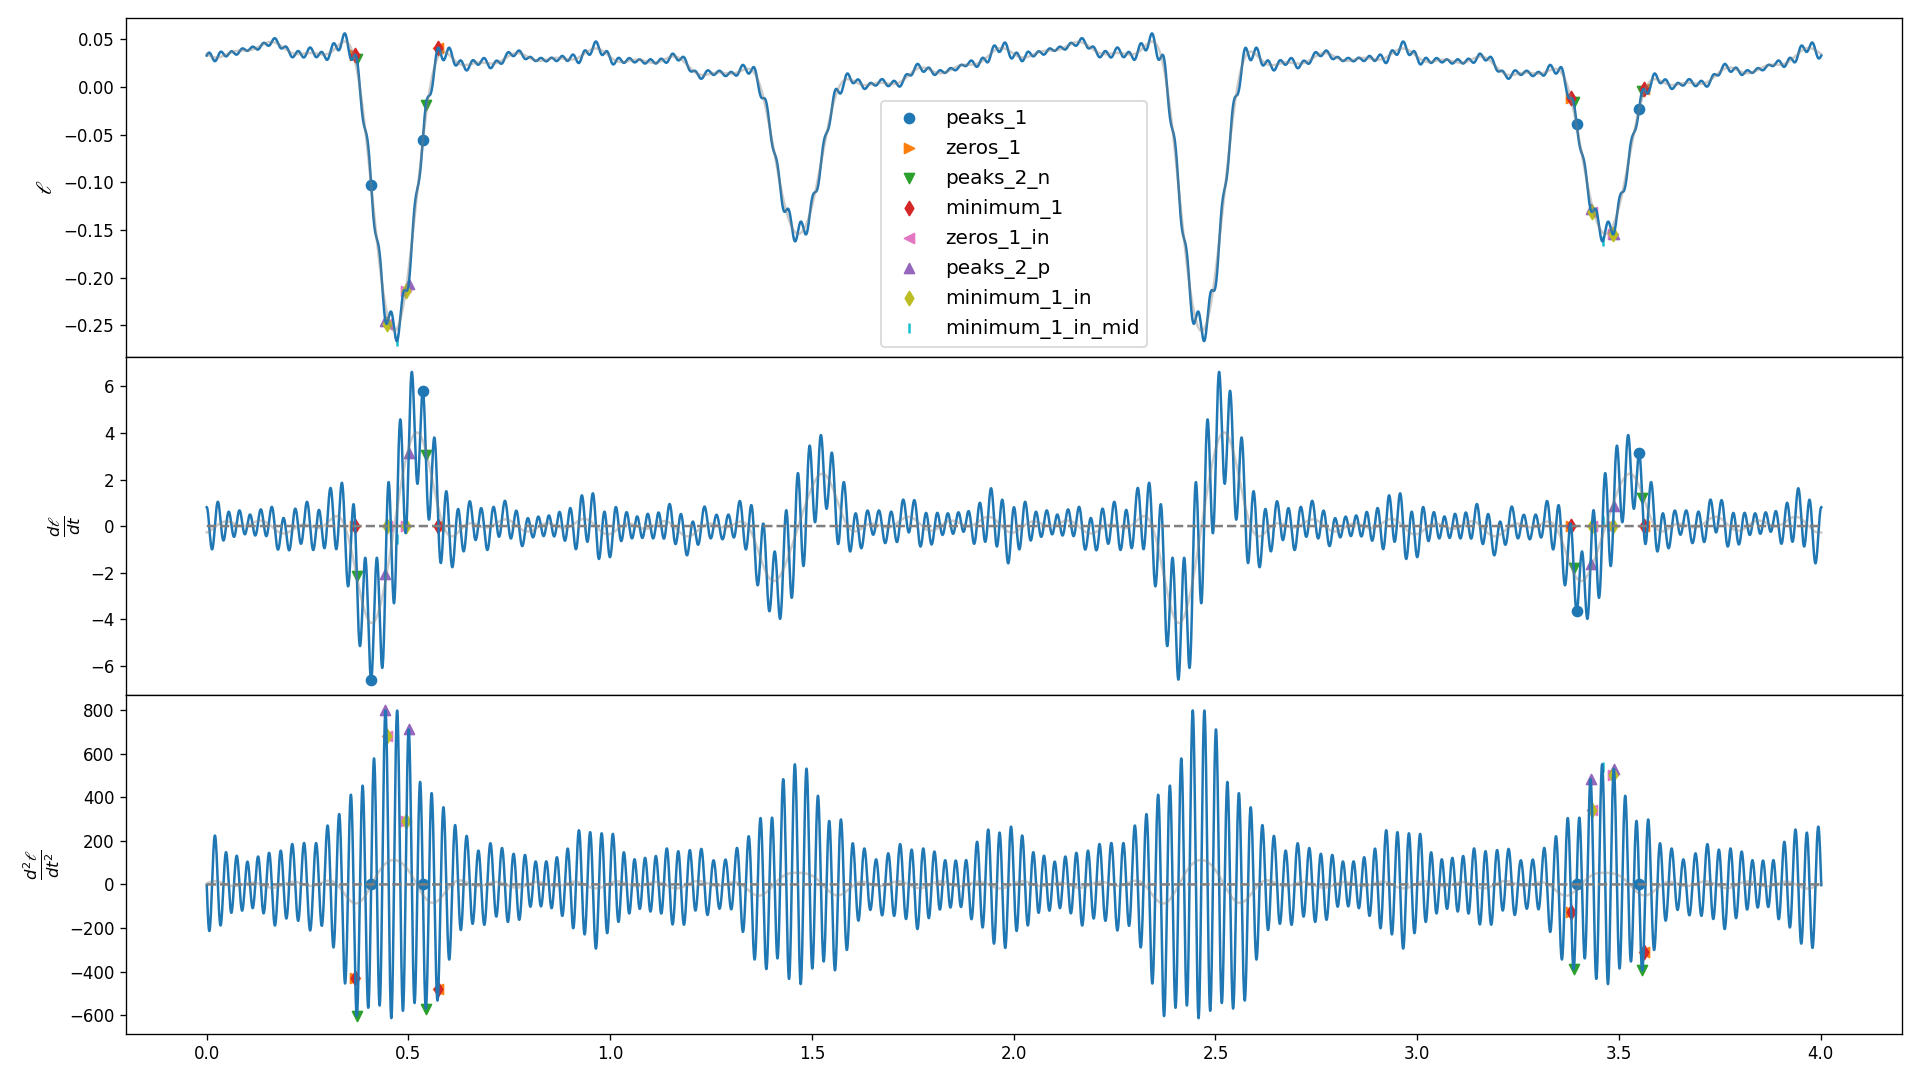 0.05
0.00
−0.05
−0.10
−0.15
−0.20
−0.25
ℓ
peaks_1
zeros_1
peaks_2_n
minimum_1
zeros_1_in
peaks_2_p
minimum_1_in
minimum_1_in_mid
6
4
2
0
−2
−4
−6
dℓ
dt
800
600
400
200
0
−200
−400
−600
d²ℓ
dt²
0.0 0.5 1.0 1.5 2.0 2.5 3.0 3.5 4.0